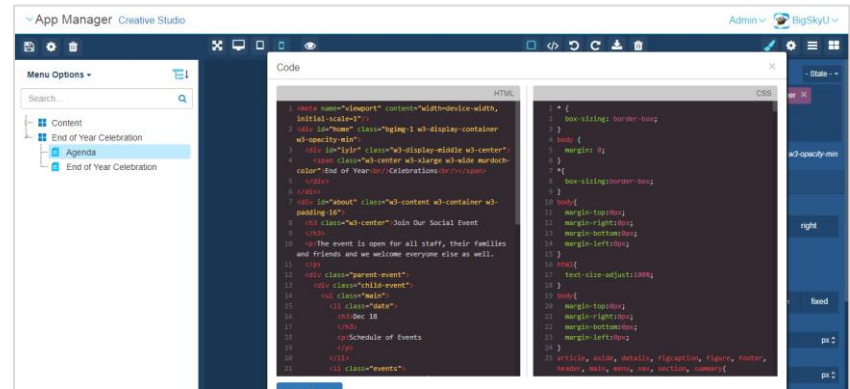 App Manager Creative Studio
Admin
BigSkyU
Menu Options
- State -
Search...
Content
End of Year Celebration
Agenda
End of Year Celebration
Code
×
HTML
1 <meta name="viewport" content="width=device-width,
initial-scale=1"/>
2 <div id="home" class="bgimg-1 w3-display-container
w3-opacity-min">
3 <div id="iyir" class="w3-display-middle w3-center">
4 <span class="w3-center w3-xlarge w3-wide murdoch-
color">End of Year<br/>Celebrations<br/></span>
5 </div>
6 </div>
7 <div id="about" class="w3-content w3-container w3-
padding-16">
8 <h3 class="w3-center">Join Our Social Event
9 </h3>
10 <p>The event is open for all staff, their families
and friends and we welcome everyone else as well.
11 </p>
12 <div class="parent-event">
13 <div class="child-event">
14 <ul class="main">
15 <li class="date">
16 <h3>Dec 18
17 </h3>
18 <p>Schedule of Events
19 </p>
20 </li>
21 <li class="events">
CSS
1 * {
2 box-sizing: border-box;
3 }
4 body {
5 margin: 0;
6 }
7 *{
8 box-sizing:border-box;
9 }
10 body{
11 margin-top:0px;
12 margin-right:0px;
13 margin-bottom:0px;
14 margin-left:0px;
15 }
16 html{
17 text-size-adjust:100%;
18 }
19 body{
20 margin-top:0px;
21 margin-right:0px;
22 margin-bottom:0px;
23 margin-left:0px;
24 }
25 article, aside, details, figcaption, figure, footer,
header, main, menu, nav, section, summary{
er ×
w3-opacity-min
right
fixed
px
px